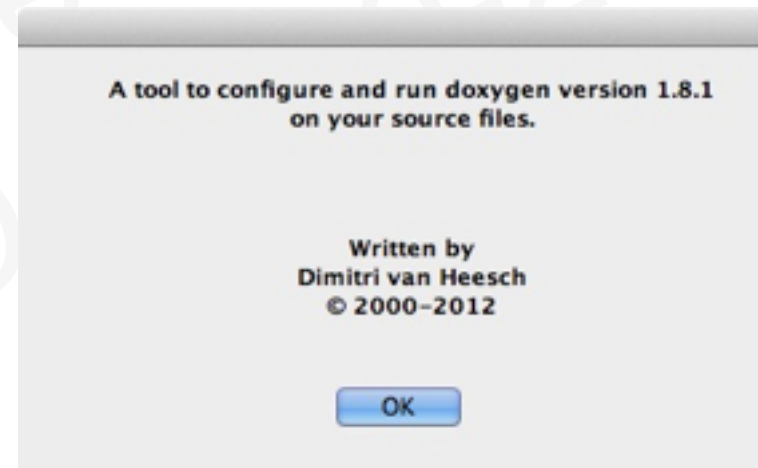 A tool to configure and run doxygen version 1.8.1
on your source files.
Written by
Dimitri van Heesch
© 2000-2012
OK